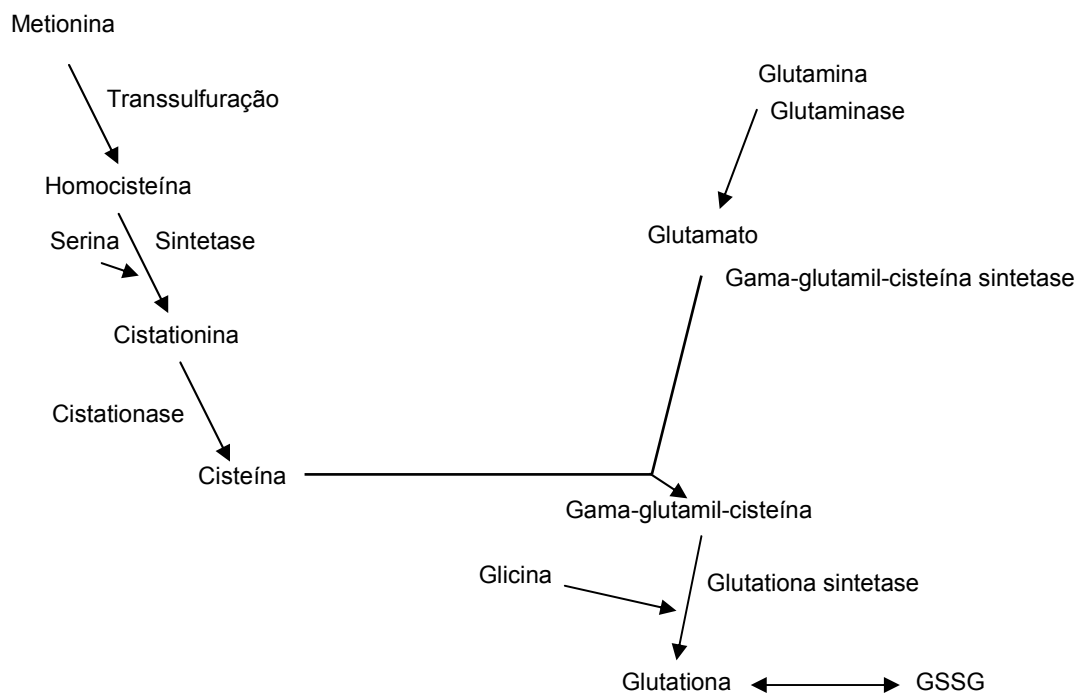 Metionina
Glutamina
Transsulfuração
Glutaminase
Homocisteína
Serina
Sintetase
Glutamato
Gama-glutamil-cisteína sintetase
Cistationina
Cistationase
Cisteína
Gama-glutamil-cisteína
Glicina
Glutationa sintetase
Glutationa
GSSG